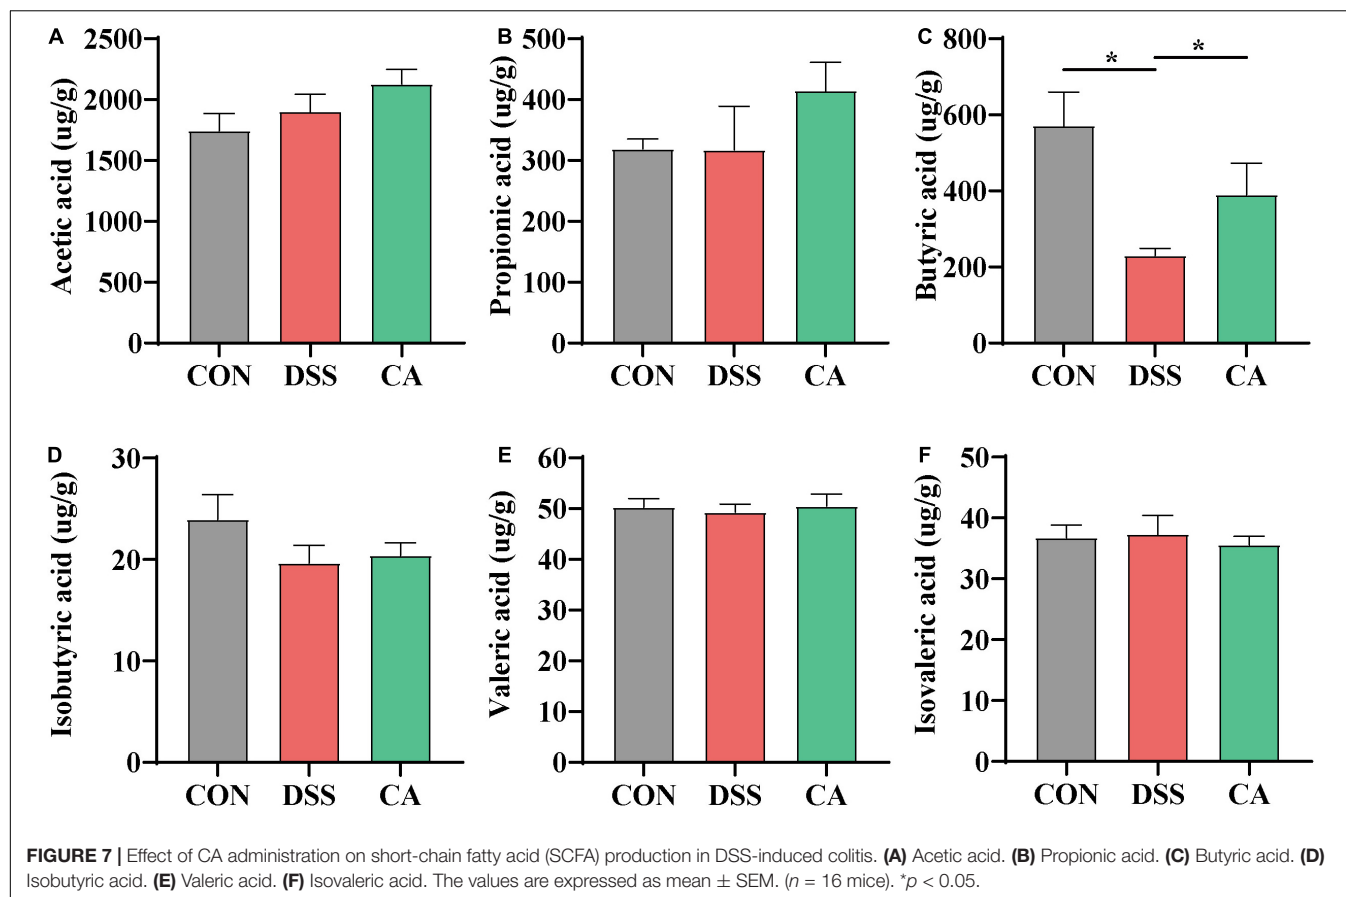 A
Acetic acid (ug/g)
2500
2000
1500
1000
500
0
CON DSS CA
B
Propionic acid (ug/g)
500
400
300
200
100
0
CON DSS CA
C
Butyric acid (ug/g)
800
600
400
200
0
* *
CON DSS CA
D
Isobutyric acid (ug/g)
30
20
10
0
CON DSS CA
E
Valeric acid (ug/g)
60
50
40
30
20
10
0
CON DSS CA
F
Isovaleric acid (ug/g)
50
40
30
20
10
0
CON DSS CA
FIGURE 7 | Effect of CA administration on short-chain fatty acid (SCFA) production in DSS-induced colitis. (A) Acetic acid. (B) Propionic acid. (C) Butyric acid. (D)
Isobutyric acid. (E) Valeric acid. (F) Isovaleric acid. The values are expressed as mean ± SEM. (n = 16 mice). *p < 0.05.